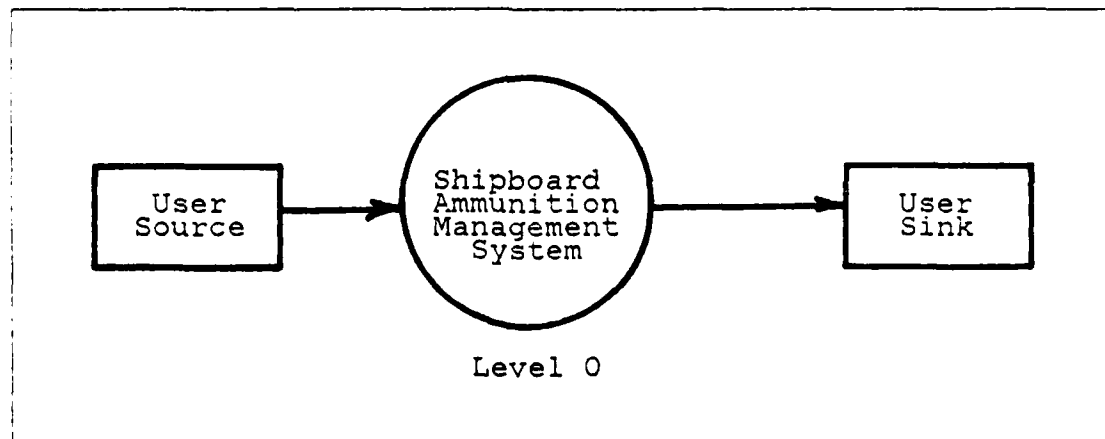 User
Source
Shipboard
Ammunition
Management
System
User
Sink
Level 0